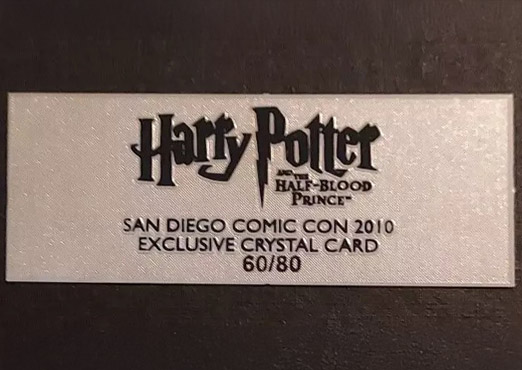 Harry Potter
AND THE
HALF-BLOOD
PRINCE™
SAN DIEGO COMIC CON 2010
EXCLUSIVE CRYSTAL CARD
60/80